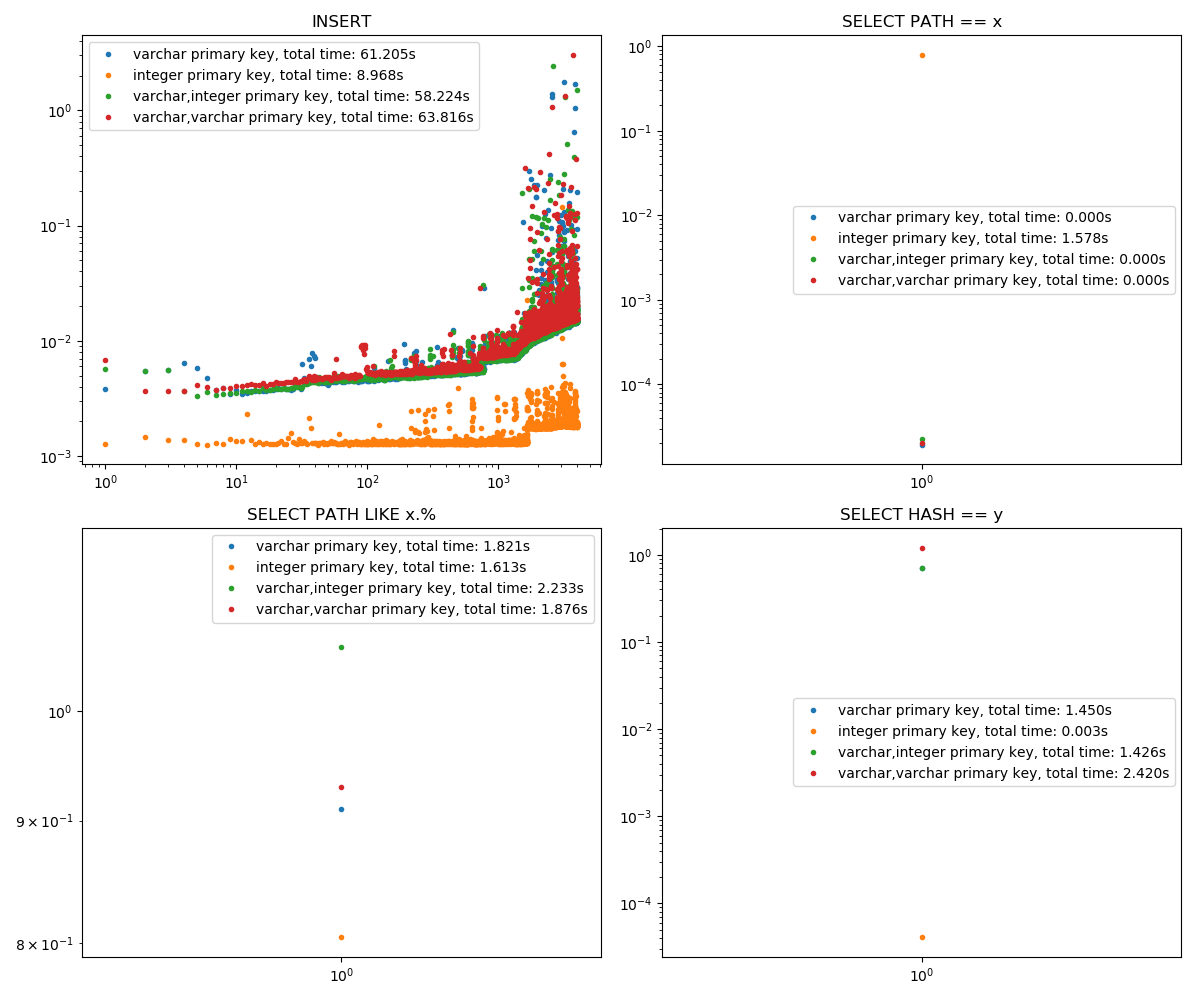 INSERT
varchar primary key, total time: 61.205s
integer primary key, total time: 8.968s
varchar,integer primary key, total time: 58.224s
varchar,varchar primary key, total time: 63.816s
10⁰
10⁻¹
10⁻²
10⁻³
10⁰ 10¹ 10² 10³
SELECT PATH == x
10⁰
10⁻¹
10⁻²
varchar primary key, total time: 0.000s
integer primary key, total time: 1.578s
varchar,integer primary key, total time: 0.000s
varchar,varchar primary key, total time: 0.000s
10⁻³
10⁻⁴
10⁰
SELECT PATH LIKE x.%
varchar primary key, total time: 1.821s
integer primary key, total time: 1.613s
varchar,integer primary key, total time: 2.233s
varchar,varchar primary key, total time: 1.876s
10⁰
9 × 10⁻¹
8 × 10⁻¹
10⁰
SELECT HASH == y
10⁰
10⁻¹
10⁻²
varchar primary key, total time: 1.450s
integer primary key, total time: 0.003s
varchar,integer primary key, total time: 1.426s
varchar,varchar primary key, total time: 2.420s
10⁻³
10⁻⁴
10⁰